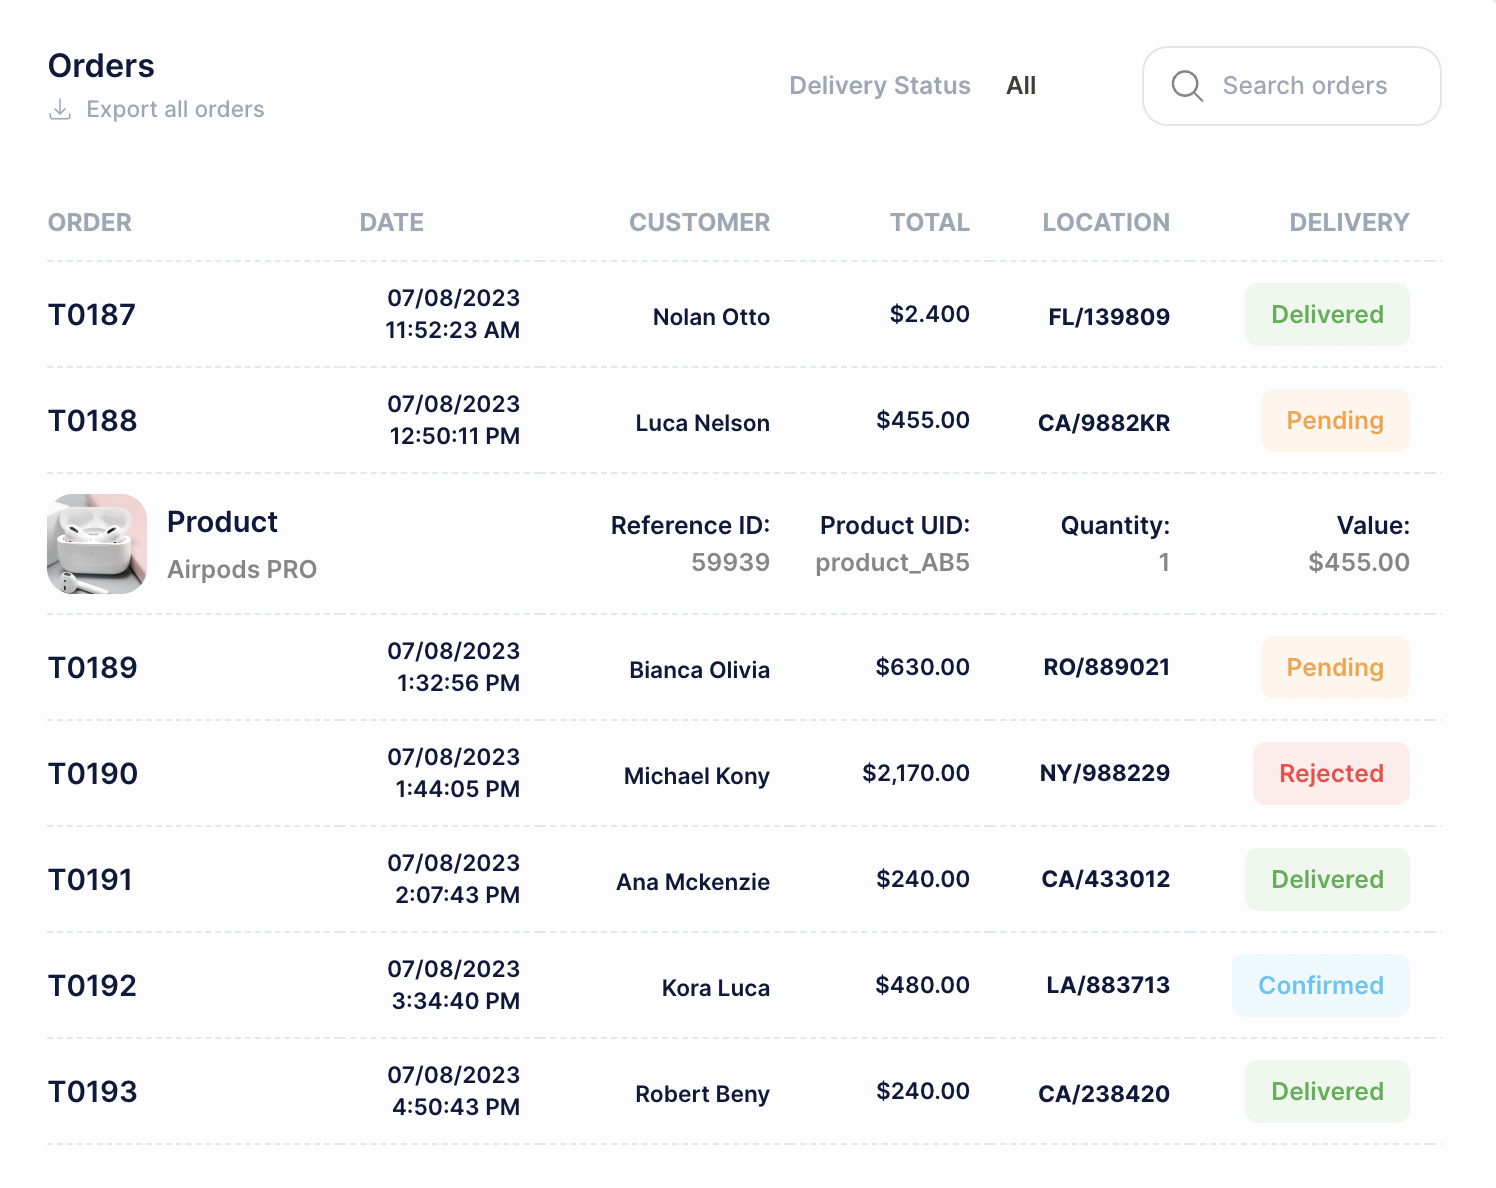 Orders
Export all orders
Delivery Status All
Search orders
ORDER DATE CUSTOMER TOTAL LOCATION DELIVERY
T0187 07/08/2023 11:52:23 AM Nolan Otto $2.400 FL/139809 Delivered
T0188 07/08/2023 12:50:11 PM Luca Nelson $455.00 CA/9882KR Pending
Product Reference ID: Product UID: Quantity: Value:
Airpods PRO 59939 product_AB5 1 $455.00
T0189 07/08/2023 1:32:56 PM Bianca Olivia $630.00 RO/889021 Pending
T0190 07/08/2023 1:44:05 PM Michael Kony $2,170.00 NY/988229 Rejected
T0191 07/08/2023 2:07:43 PM Ana Mckenzie $240.00 CA/433012 Delivered
T0192 07/08/2023 3:34:40 PM Kora Luca $480.00 LA/883713 Confirmed
T0193 07/08/2023 4:50:43 PM Robert Beny $240.00 CA/238420 Delivered